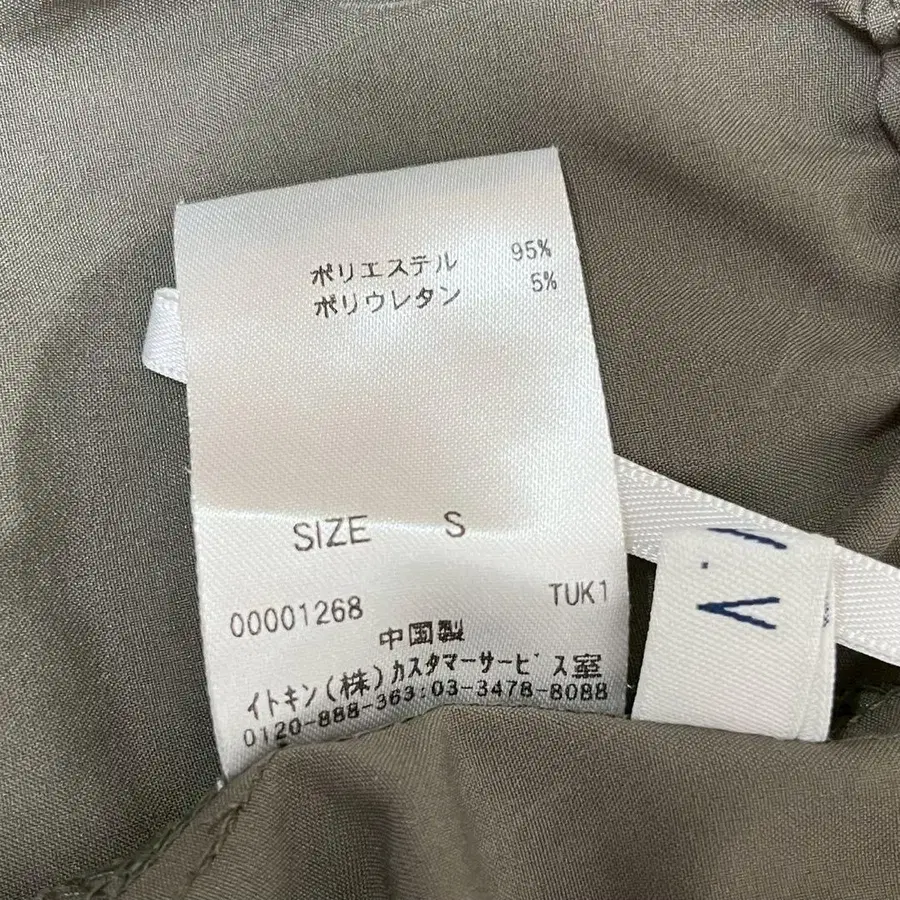 ポリエステル 95%
ポリウレタン 5%
SIZE S
00001268 TUK1
中国製
イトキン(株)カスタマーサービス室
0120-888-363:03-3478-8088